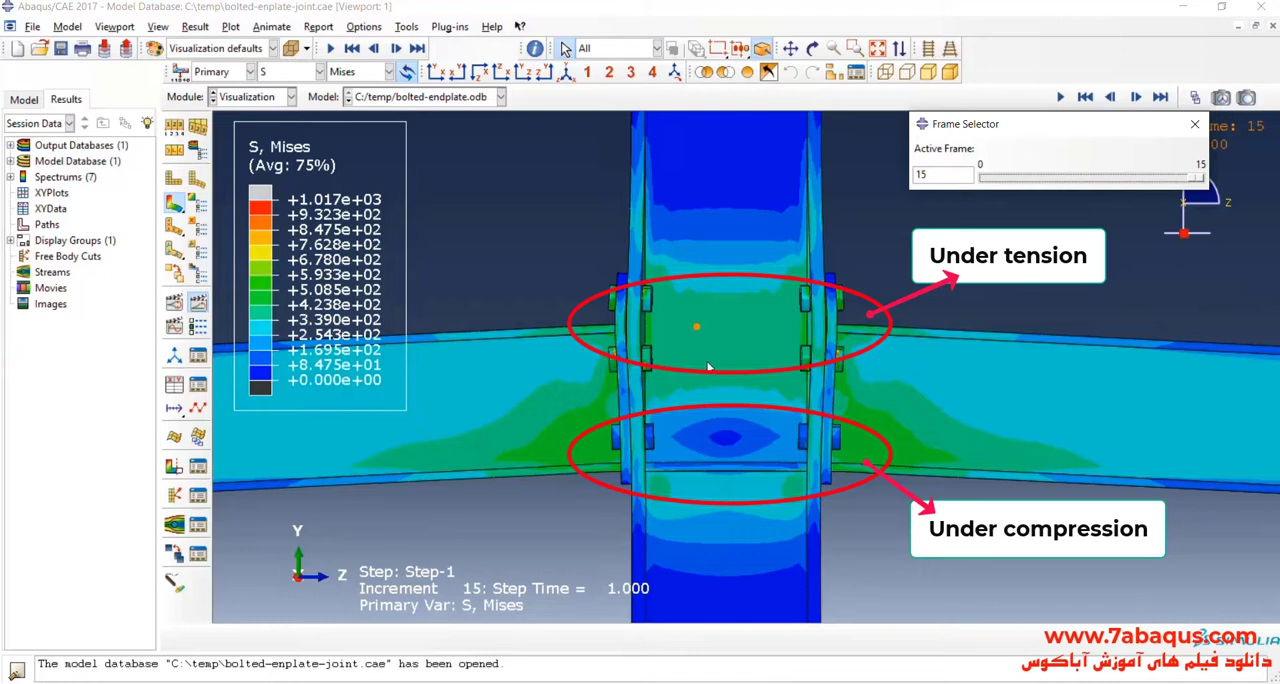 Abaqus/CAE 2017 - Model Database: C:\temp\bolted-enplate-joint.cae [Viewport: 1]
File Model Viewport View Result Plot Animate Report Options Tools Plug-ins Help
Visualization defaults All
Primary S Mises 1 2 3 4
Model Results Module: Visualization Model: C:/temp/bolted-endplate.odb
Session Data
Output Databases (1)
Model Database (1)
Spectrums (7)
XYPlots
XYData
Paths
Display Groups (1)
Free Body Cuts
Streams
Movies
Images
S, Mises
(Avg: 75%)
+1.017e+03
+9.323e+02
+8.475e+02
+7.628e+02
+6.780e+02
+5.933e+02
+5.085e+02
+4.238e+02
+3.390e+02
+2.543e+02
+1.695e+02
+8.475e+01
+0.000e+00
Frame Selector
Active Frame:
0 15
15
me: 15
00
X Z
Under tension
Under compression
Y
Z
Step: Step-1
Increment 15: Step Time = 1.000
Primary Var: S, Mises
www.7abaqus.com
دانلود فیلم های آموزش آباکوس
SIMULIA
The model database "C:\temp\bolted-enplate-joint.cae" has been opened.